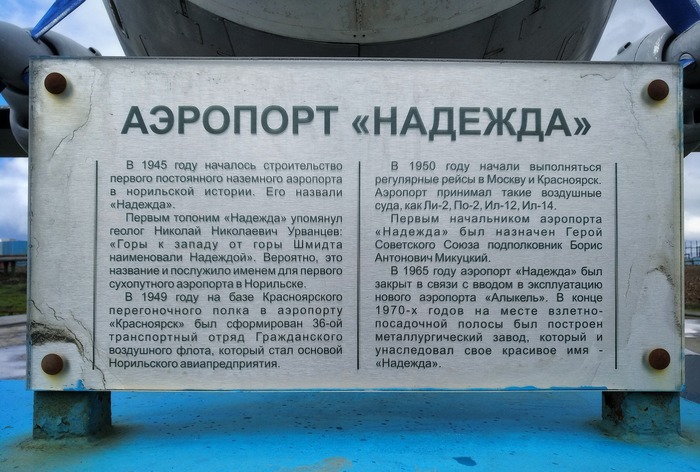 АЭРОПОРТ «НАДЕЖДА»
В 1945 году началось строительство
первого постоянного наземного аэропорта
в норильской истории. Его назвали
«Надежда».
Первым топоним «Надежда» упомянул
геолог Николай Николаевич Урванцев:
«Горы к западу от горы Шмидта
наименовали Надеждой». Вероятно, это
название и послужило именем для первого
сухопутного аэропорта в Норильске.
В 1949 году на базе Красноярского
перегоночного полка в аэропорту
«Красноярск» был сформирован 36-ой
транспортный отряд Гражданского
воздушного флота, который стал основой
Норильского авиапредприятия.
В 1950 году начали выполняться
регулярные рейсы в Москву и Красноярск.
Аэропорт принимал такие воздушные
суда, как Ли-2, По-2, Ил-12, Ил-14.
Первым начальником аэропорта
«Надежда» был назначен Герой
Советского Союза подполковник Борис
Антонович Микуцкий.
В 1965 году аэропорт «Надежда» был
закрыт в связи с вводом в эксплуатацию
нового аэропорта «Алыкель». В конце
1970-х годов на месте взлетно-
посадочной полосы был построен
металлургический завод, который и
унаследовал свое красивое имя -
«Надежда».